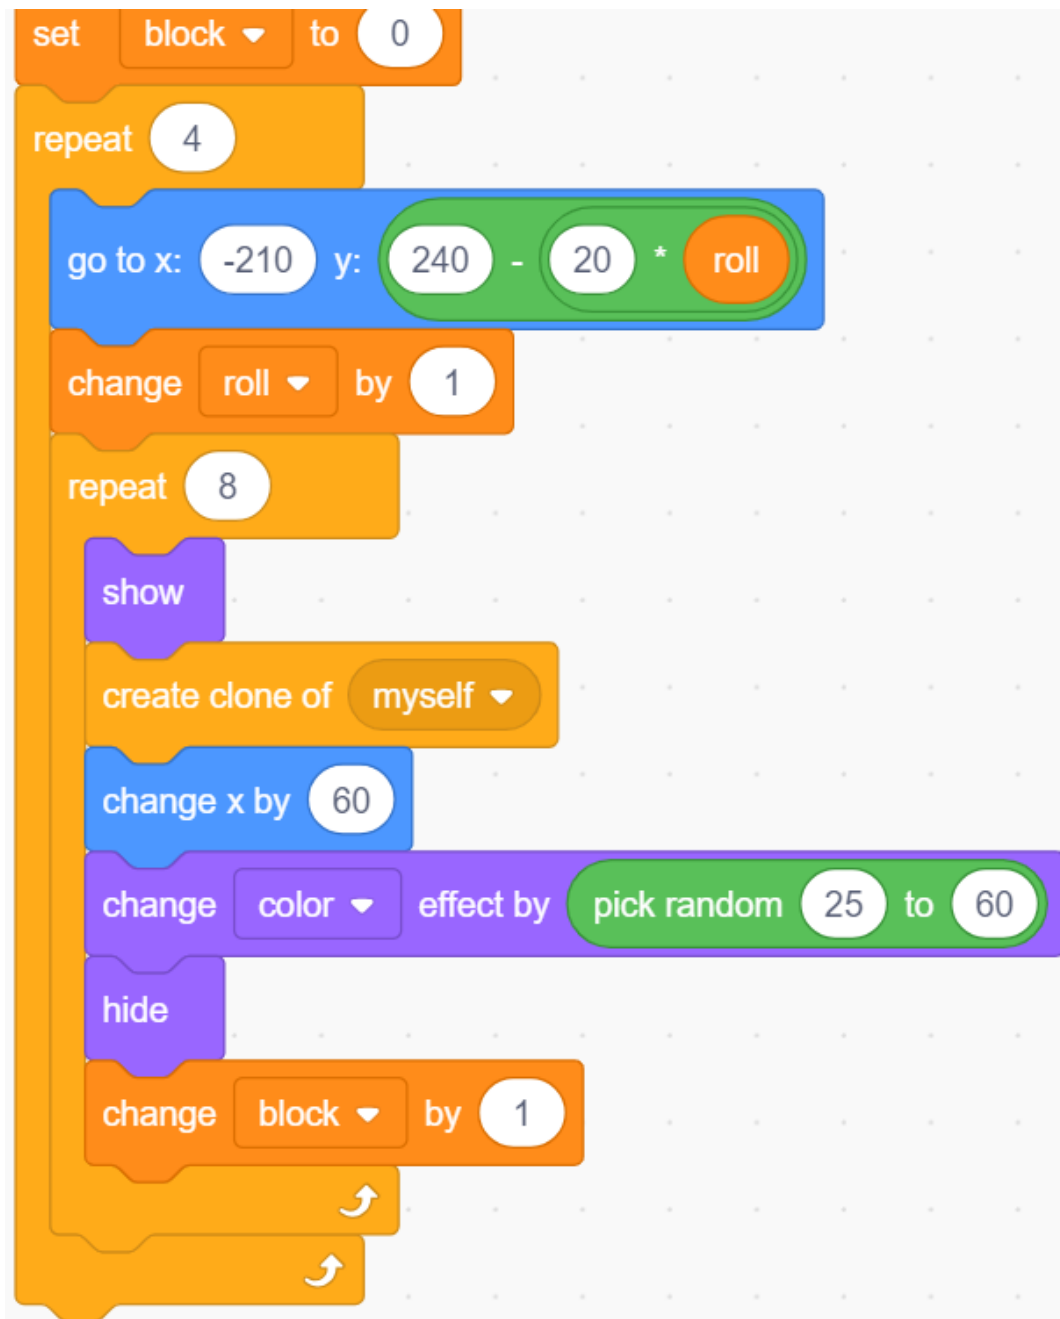 set block to 0
repeat 4
go to x: -210 y: 240 - 20 * roll
change roll by 1
repeat 8
show
create clone of myself
change x by 60
change color effect by pick random 25 to 60
hide
change block by 1